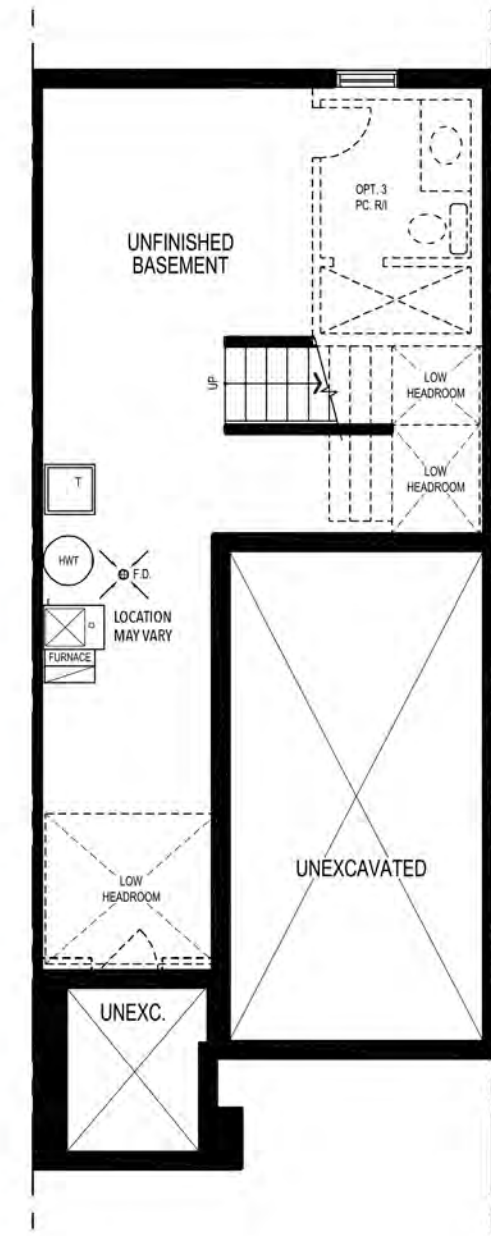 OPT. 3
PC. R/I
UNFINISHED
BASEMENT
UP
LOW
HEADROOM
LOW
HEADROOM
T
HWT
F.D.
LOCATION
MAY VARY
FURNACE
LOW
HEADROOM
UNEXCAVATED
UNEXC.